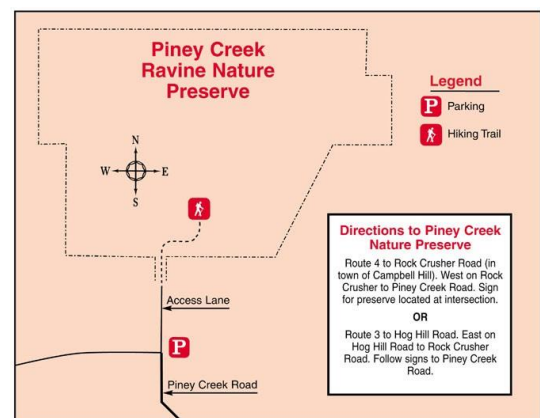 Piney Creek
Ravine Nature
Preserve
Legend
P Parking
Hiking Trail
N
W E
S
Directions to Piney Creek
Nature Preserve
Route 4 to Rock Crusher Road (in
town of Campbell Hill). West on Rock
Crusher to Piney Creek Road. Sign
for preserve located at intersection.
OR
Route 3 to Hog Hill Road. East on
Hog Hill Road to Rock Crusher
Road. Follow signs to Piney Creek
Road.
Access Lane
P
Piney Creek Road